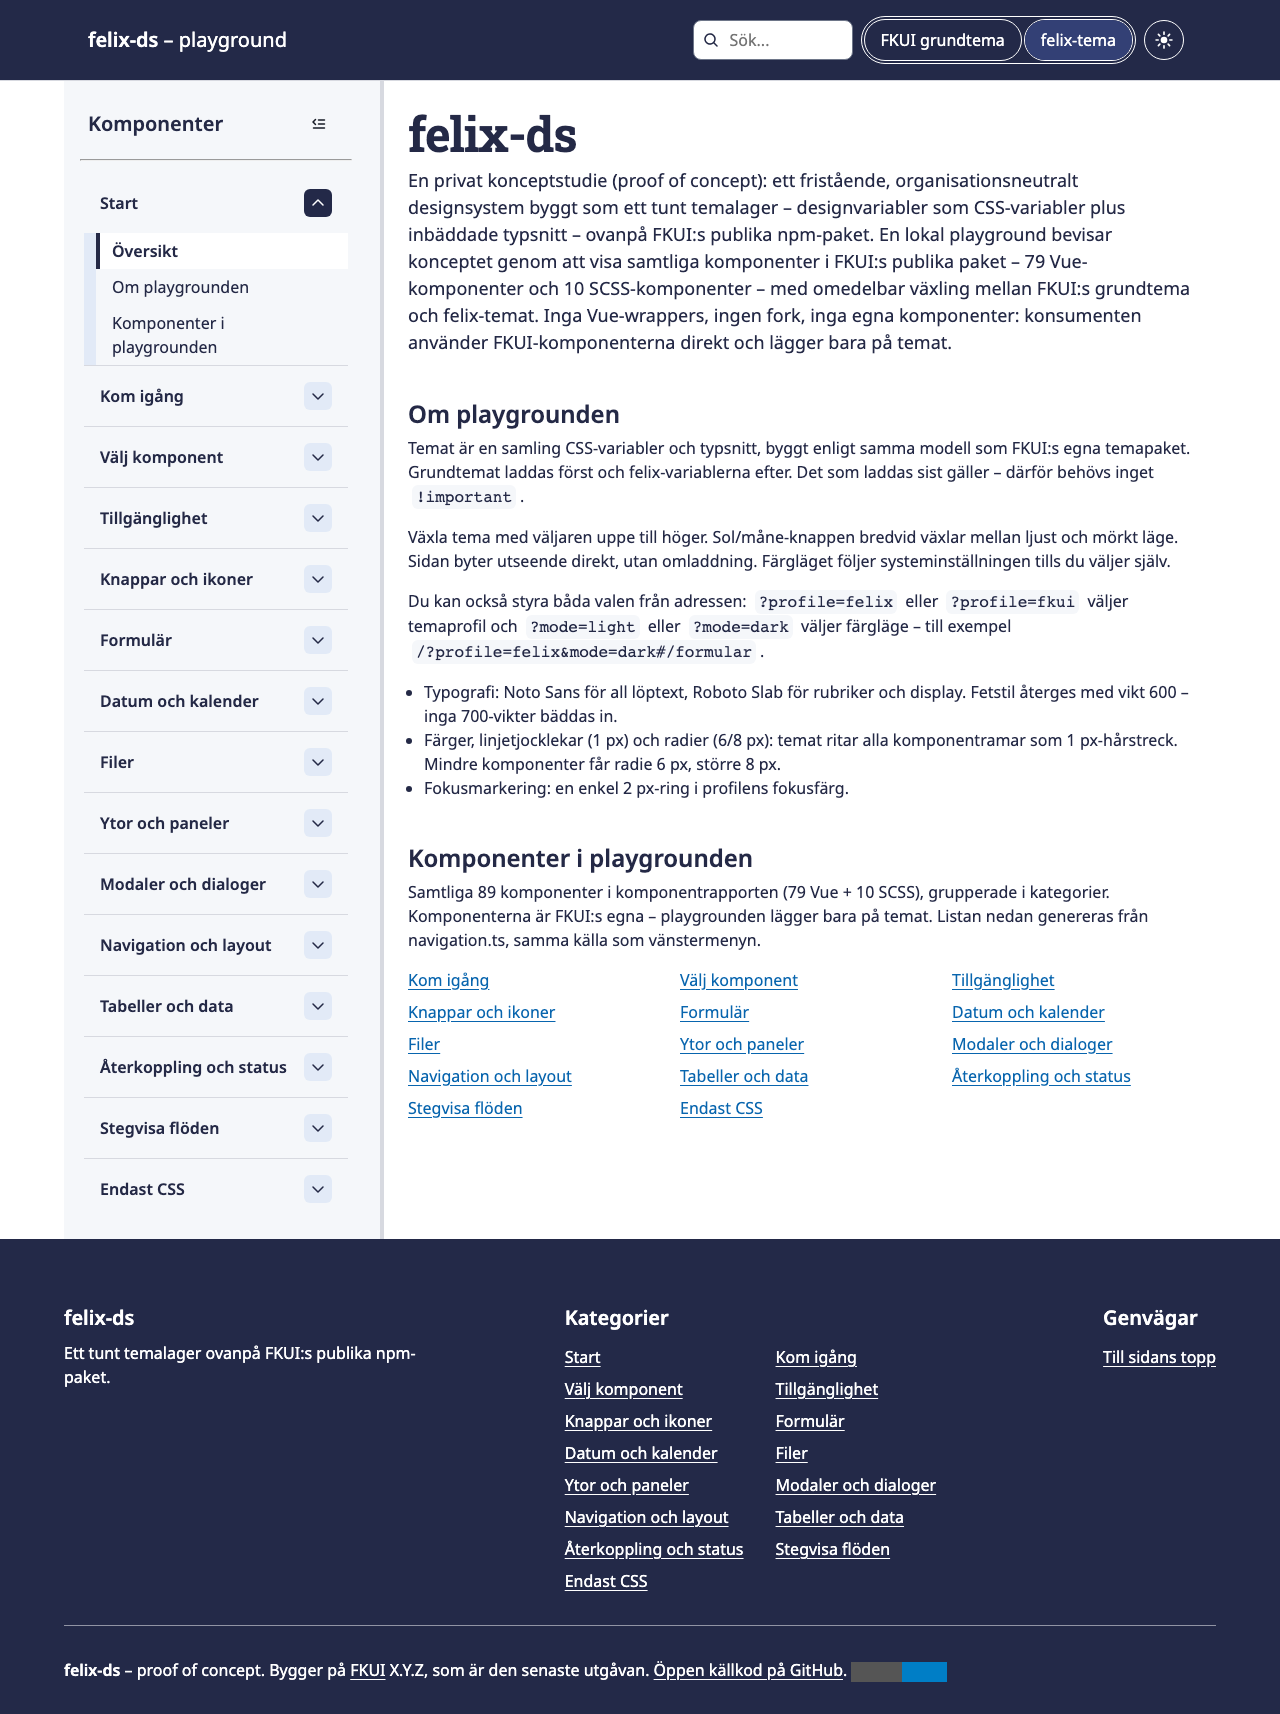 felix-ds – playground
Sök...
FKUI grundtema
felix-tema
Komponenter
Start
Översikt
Om playgrounden
Komponenter i
playgrounden
Kom igång
Välj komponent
Tillgänglighet
Knappar och ikoner
Formulär
Datum och kalender
Filer
Ytor och paneler
Modaler och dialoger
Navigation och layout
Tabeller och data
Återkoppling och status
Stegvisa flöden
Endast CSS
felix-ds
En privat konceptstudie (proof of concept): ett fristående, organisationsneutralt
designsystem byggt som ett tunt temalager – designvariabler som CSS-variabler plus
inbäddade typsnitt – ovanpå FKUI:s publika npm-paket. En lokal playground bevisar
konceptet genom att visa samtliga komponenter i FKUI:s publika paket – 79 Vue-
komponenter och 10 SCSS-komponenter – med omedelbar växling mellan FKUI:s grundtema
och felix-temat. Inga Vue-wrappers, ingen fork, inga egna komponenter: konsumenten
använder FKUI-komponenterna direkt och lägger bara på temat.
Om playgrounden
Temat är en samling CSS-variabler och typsnitt, byggt enligt samma modell som FKUI:s egna temapaket.
Grundtemat laddas först och felix-variablerna efter. Det som laddas sist gäller – därför behövs inget
!important .
Växla tema med väljaren uppe till höger. Sol/måne-knappen bredvid växlar mellan ljust och mörkt läge.
Sidan byter utseende direkt, utan omladdning. Färgläget följer systeminställningen tills du väljer själv.
Du kan också styra båda valen från adressen: ?profile=felix eller ?profile=fkui väljer
temaprofil och ?mode=light eller ?mode=dark väljer färgläge – till exempel
/?profile=felix&mode=dark#/formular .
Typografi: Noto Sans för all löptext, Roboto Slab för rubriker och display. Fetstil återges med vikt 600 –
inga 700-vikter bäddas in.
Färger, linjetjocklekar (1 px) och radier (6/8 px): temat ritar alla komponentramar som 1 px-hårstreck.
Mindre komponenter får radie 6 px, större 8 px.
Fokusmarkering: en enkel 2 px-ring i profilens fokusfärg.
Komponenter i playgrounden
Samtliga 89 komponenter i komponentrapporten (79 Vue + 10 SCSS), grupperade i kategorier.
Komponenterna är FKUI:s egna – playgrounden lägger bara på temat. Listan nedan genereras från
navigation.ts, samma källa som vänstermenyn.
Kom igång Välj komponent Tillgänglighet
Knappar och ikoner Formulär Datum och kalender
Filer Ytor och paneler Modaler och dialoger
Navigation och layout Tabeller och data Återkoppling och status
Stegvisa flöden Endast CSS
felix-ds
Ett tunt temalager ovanpå FKUI:s publika npm-
paket.
Kategorier
Start Kom igång
Välj komponent Tillgänglighet
Knappar och ikoner Formulär
Datum och kalender Filer
Ytor och paneler Modaler och dialoger
Navigation och layout Tabeller och data
Återkoppling och status Stegvisa flöden
Endast CSS
Genvägar
Till sidans topp
felix-ds – proof of concept. Bygger på FKUI X.Y.Z, som är den senaste utgåvan. Öppen källkod på GitHub.